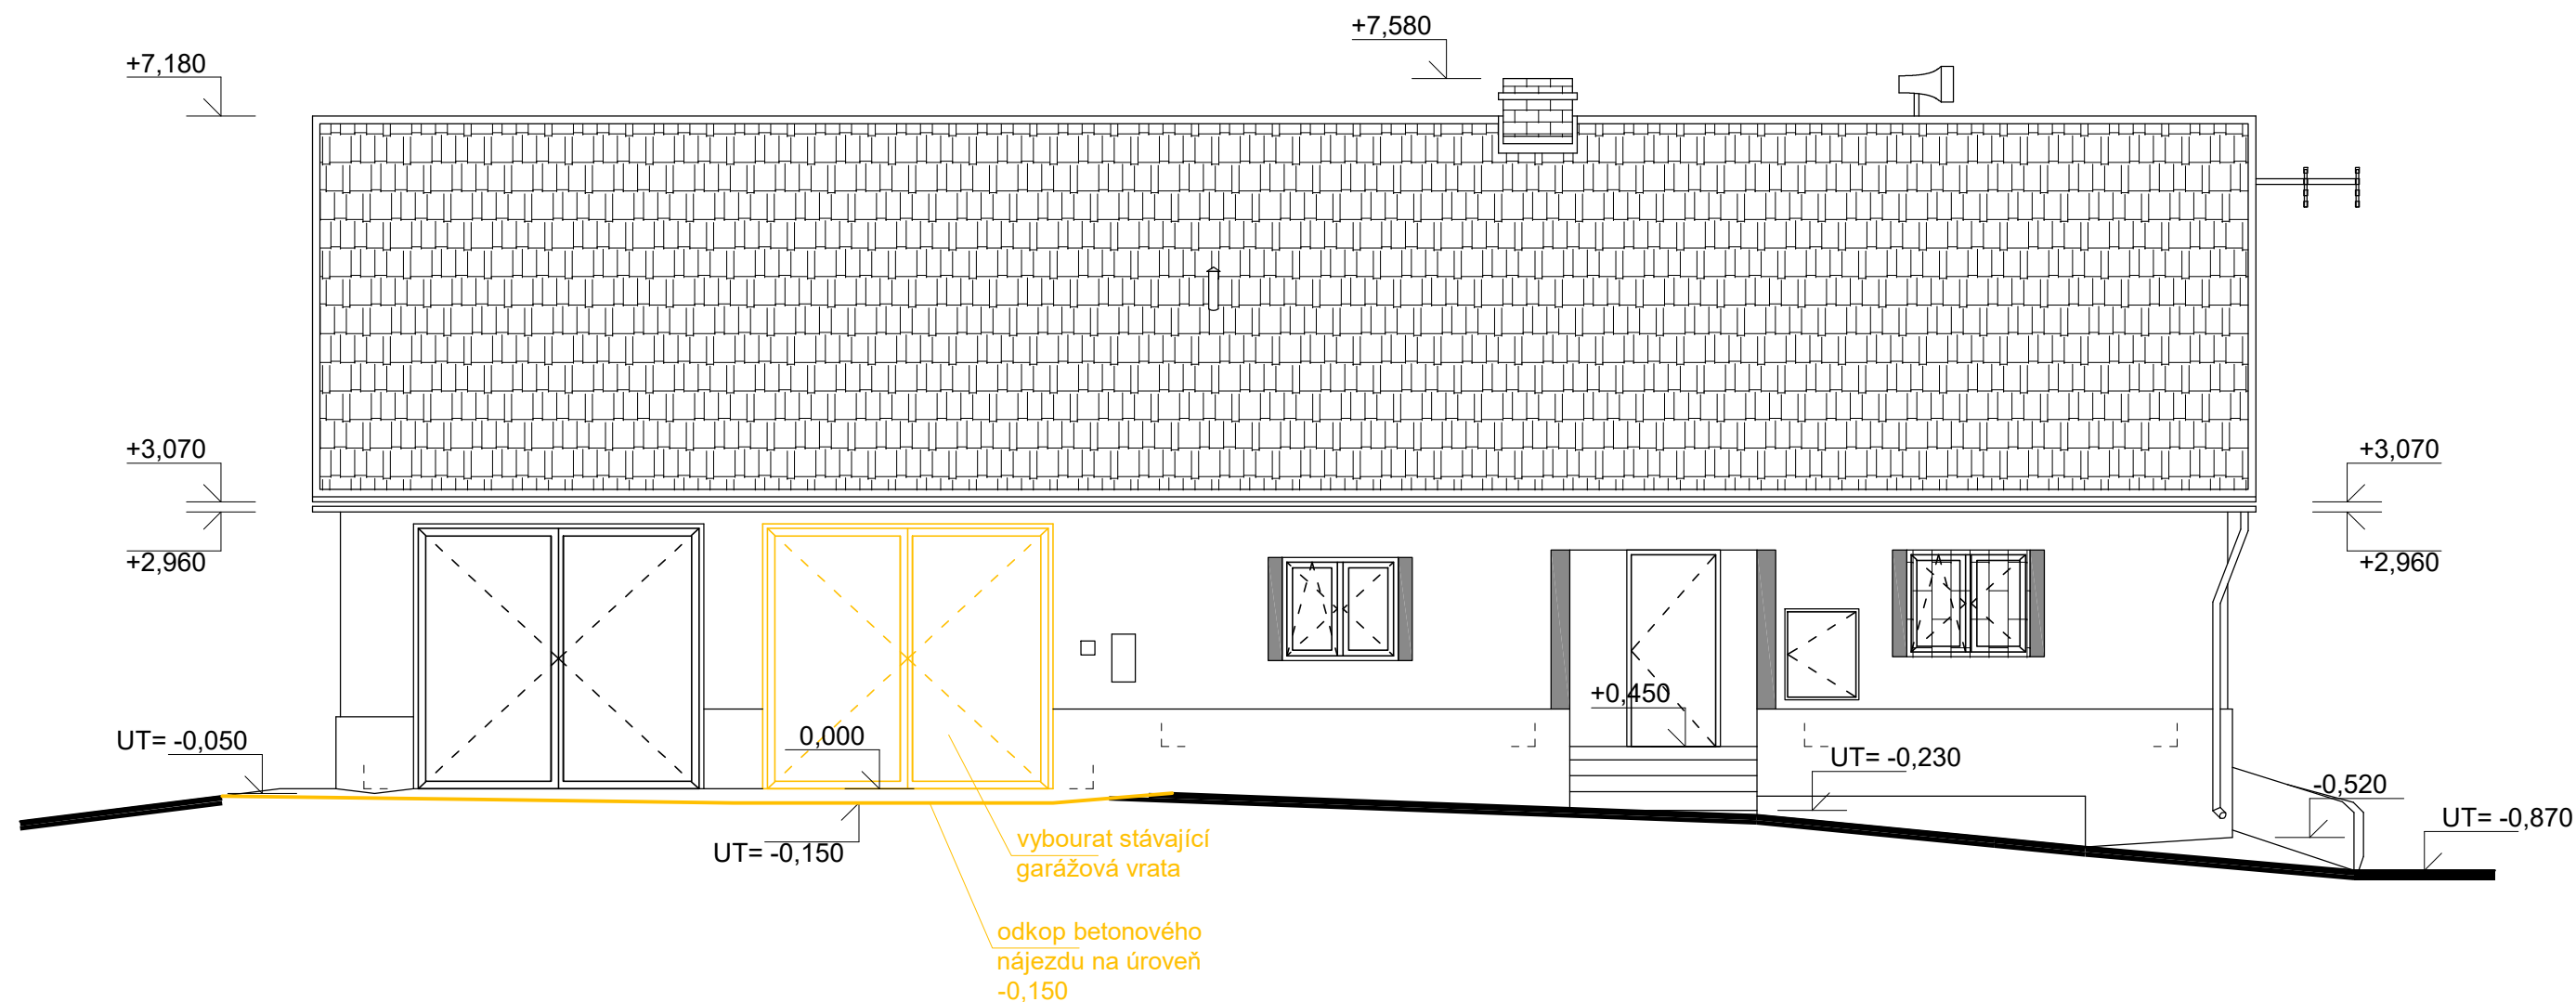 +7,580
+7,180
+3,070
+3,070
+2,960
+2,960
+0,450
UT= -0,050
0,000
UT= -0,230
-0,520
UT= -0,870
UT= -0,150
vybourat stávající
garážová vrata
odkop betonového
nájezdu na úroveň
-0,150